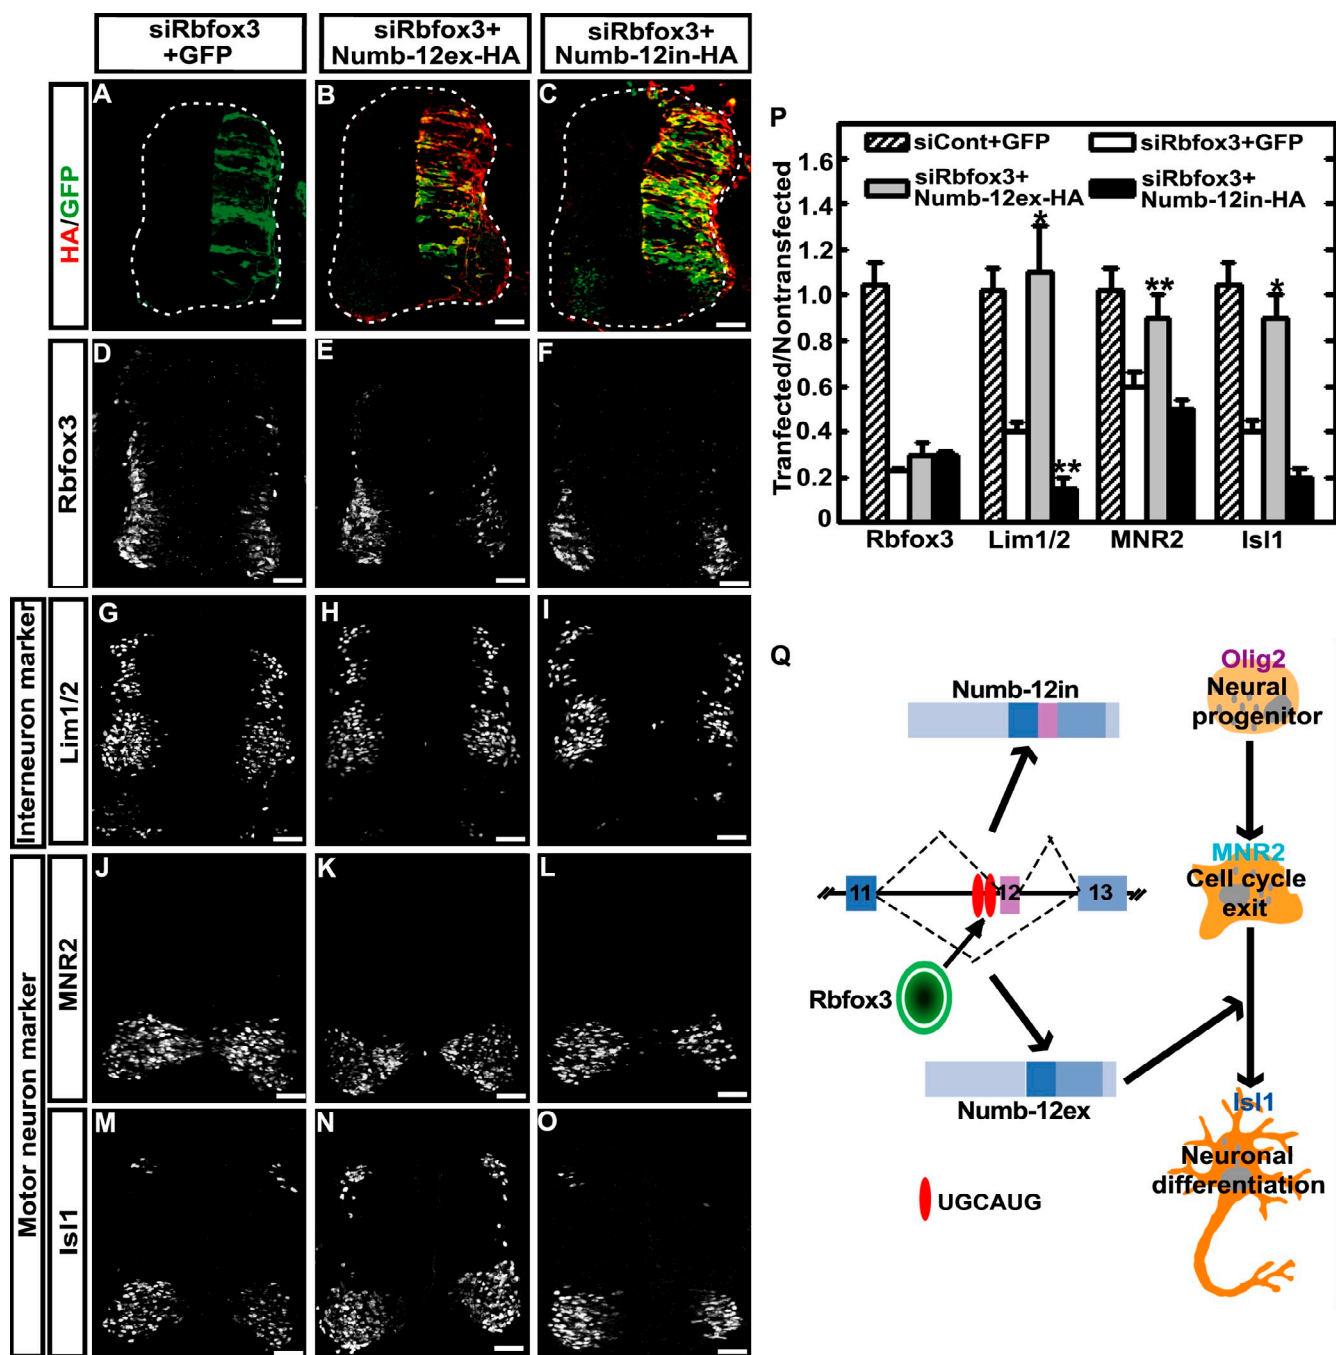 siRbfox3
+GFP
siRbfox3+
Numb-12ex-HA
siRbfox3+
Numb-12in-HA
HA/GFP
A
B
C
Rbfox3
D
E
F
Interneuron marker
Lim1/2
G
H
I
Motor neuron marker
MNR2
J
K
L
Isl1
M
N
O
P
siCont+GFP
siRbfox3+GFP
siRbfox3+
Numb-12ex-HA
siRbfox3+
Numb-12in-HA
Tranfected/Nontransfected
1.6
1.4
1.2
1.0
0.8
0.6
0.4
0.2
0
*
**
**
*
Rbfox3
Lim1/2
MNR2
Isl1
Q
Numb-12in
11
12
13
Rbfox3
Numb-12ex
UGCAUG
Olig2
Neural
progenitor
MNR2
Cell cycle
exit
Isl1
Neuronal
differentiation